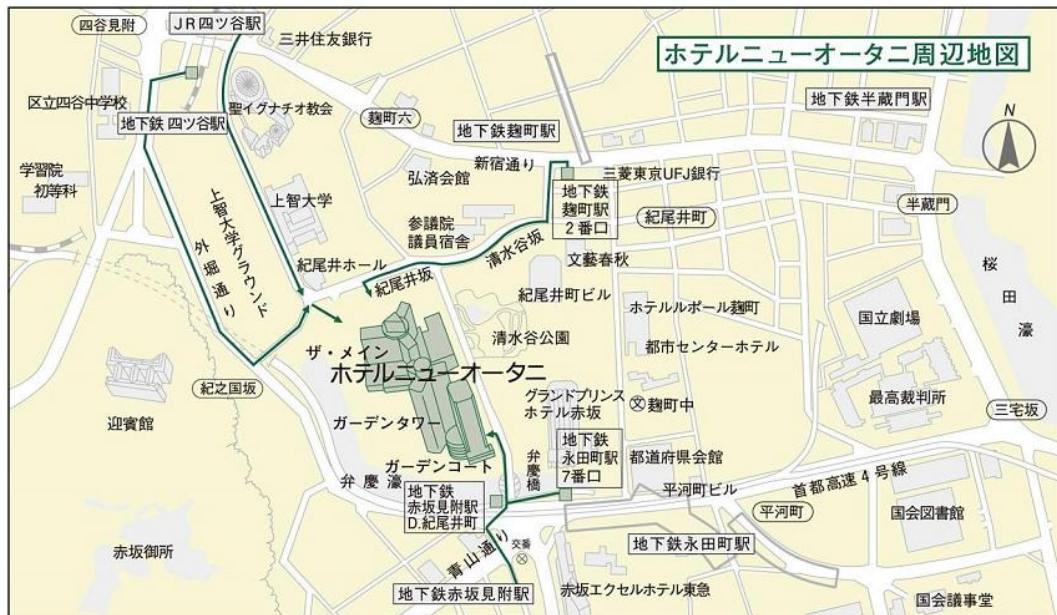 四谷見附
JR四ツ谷駅
三井住友銀行
ホテルニューオータニ周辺地図
区立四谷中学校
聖イグナチオ教会
地下鉄 四ツ谷駅
麹町六
地下鉄麹町駅
地下鉄半蔵門駅
N
学習院
初等科
上智大学
弘済会館
新宿通り
三菱東京UFJ銀行
地下鉄
麹町駅
2番口
半蔵門
紀尾井町
参議院
議員宿舎
清水谷坂
上智大学グラウンド
外堀通り
紀尾井ホール
紀尾井坂
文藝春秋
桜田濠
紀尾井町ビル
ホテルルポール麹町
国立劇場
清水谷公園
都市センターホテル
ザ・メイン
ホテルニューオータニ
紀之国坂
迎賓館
グランドプリンス
ホテル赤坂
麹町中
最高裁判所
三宅坂
ガーデンタワー
ガーデンコート
弁慶濠
弁慶橋
地下鉄
永田町駅
7番口
都道府県会館
地下鉄
赤坂見附駅
D.紀尾井町
平河町ビル
首都高速4号線
平河町
国会図書館
赤坂御所
青山通り
交番
地下鉄永田町駅
地下鉄赤坂見附駅
赤坂エクセルホテル東急
国会議事堂